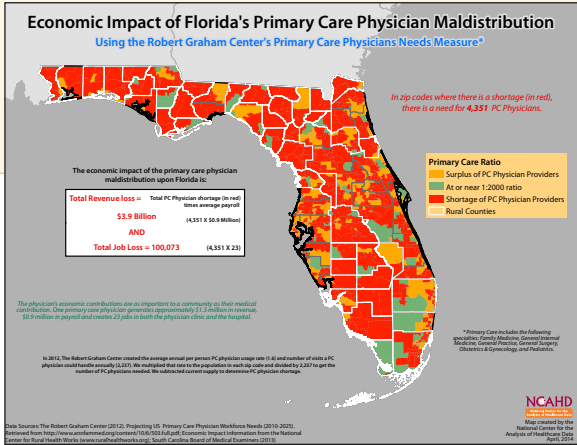 Economic Impact of Florida's Primary Care Physician Maldistribution
Using the Robert Graham Center's Primary Care Physicians Needs Measure*
In zip codes where there is a shortage (in red),
there is a need for 4,351 PC Physicians.
The economic impact of the primary care physician
maldistribution upon Florida is:
Total Revenue loss = Total PC Physician shortage (in red)
times average payroll
$3.9 Billion (4,351 X $0.9 Million)
AND
Total Job Loss = 100,073 (4,351 X 23)
Primary Care Ratio
Surplus of PC Physician Providers
At or near 1:2000 ratio
Shortage of PC Physician Providers
Rural Counties
The physician's economic contributions are as important to a community as their medical
contribution. One primary care physician generates approximately $1.5 million in revenue,
$0.9 million in payroll and creates 23 jobs in both the physician clinic and the hospital.
*Primary Care includes the following
specialties: Family Medicine, General Internal
Medicine, General Practice, General Surgery,
Obstetrics & Gynecology, and Pediatrics.
In 2012, The Robert Graham Center created the average annual per person PC physician usage rate (1.6) and number of visits a PC
physician could handle annually (2,237). We multiplied that rate to the population in each zip code and divided by 2,237 to get the
number of PC physicians needed. We subtracted current supply to determine PC physician shortage.
Data Sources: The Robert Graham Center (2012). Projecting US Primary Care Physician Workforce Needs (2010-2025),
Retrieved from http://www.annfammed.org/content/10/6/503.full.pdf; Economic Impact information from the National
Center for Rural Health Works (www.ruralhealthworks.org); South Carolina Board of Medical Examiners (2013)
NCAHD
National Center for the
Analysis of Healthcare Data
Map created by the
National Center for the
Analysis of Healthcare Data
April, 2014